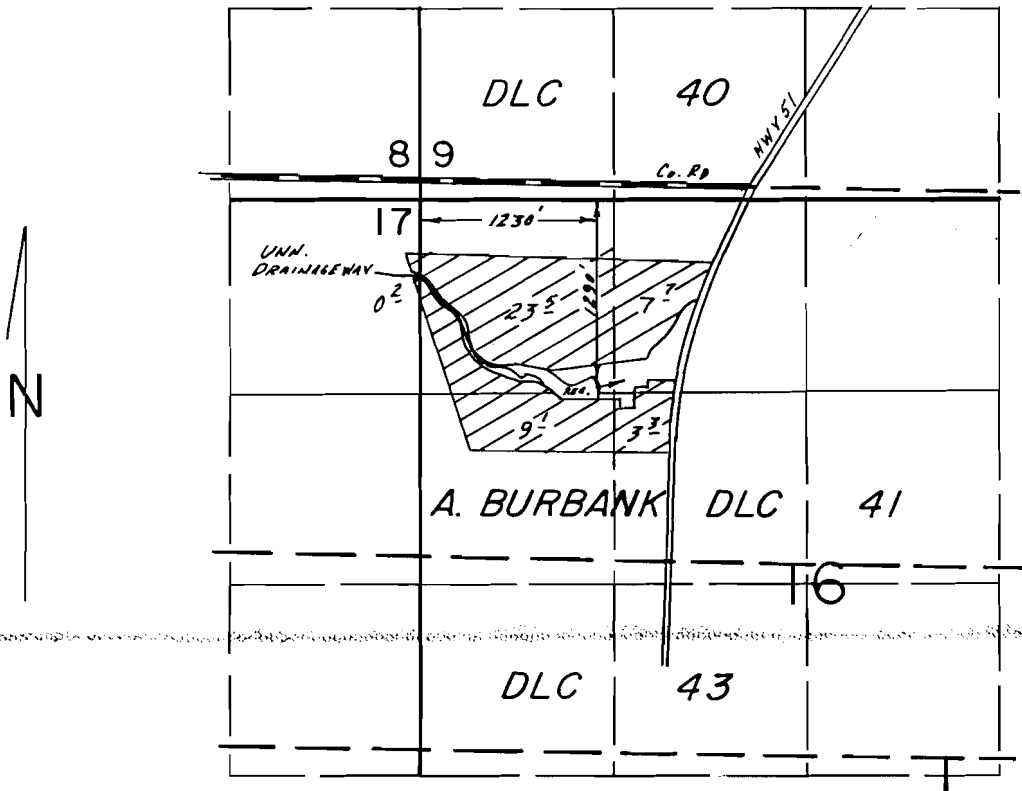 DLC 40
HWY 51
8 9
Co. RD
17
1230'
UNN.
DRAINAGEWAY
1290'
0 2
23 5
7 7
RES.
N
9 1
3 3
A. BURBANK DLC 41
16
DLC 43